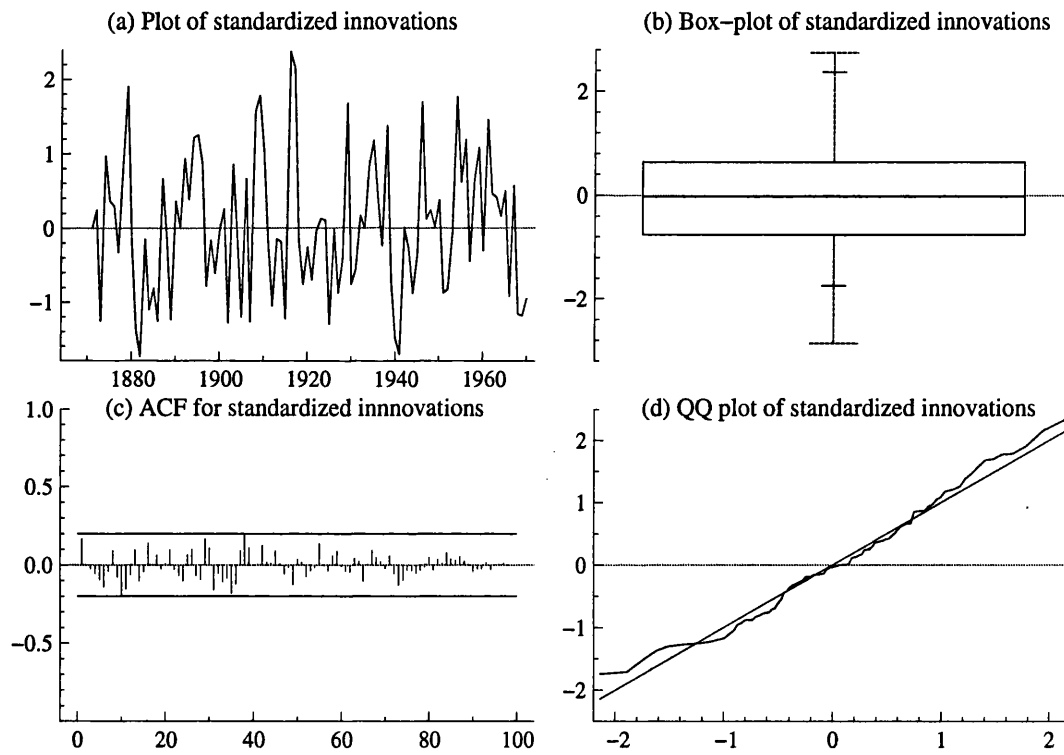 (a) Plot of standardized innovations
2
1
0
−1
1880 1900 1920 1940 1960
(b) Box−plot of standardized innovations
2
0
−2
(c) ACF for standardized innnovations
1.0
0.5
0.0
−0.5
0 20 40 60 80 100
(d) QQ plot of standardized innovations
2
1
0
−1
−2
−2 −1 0 1 2